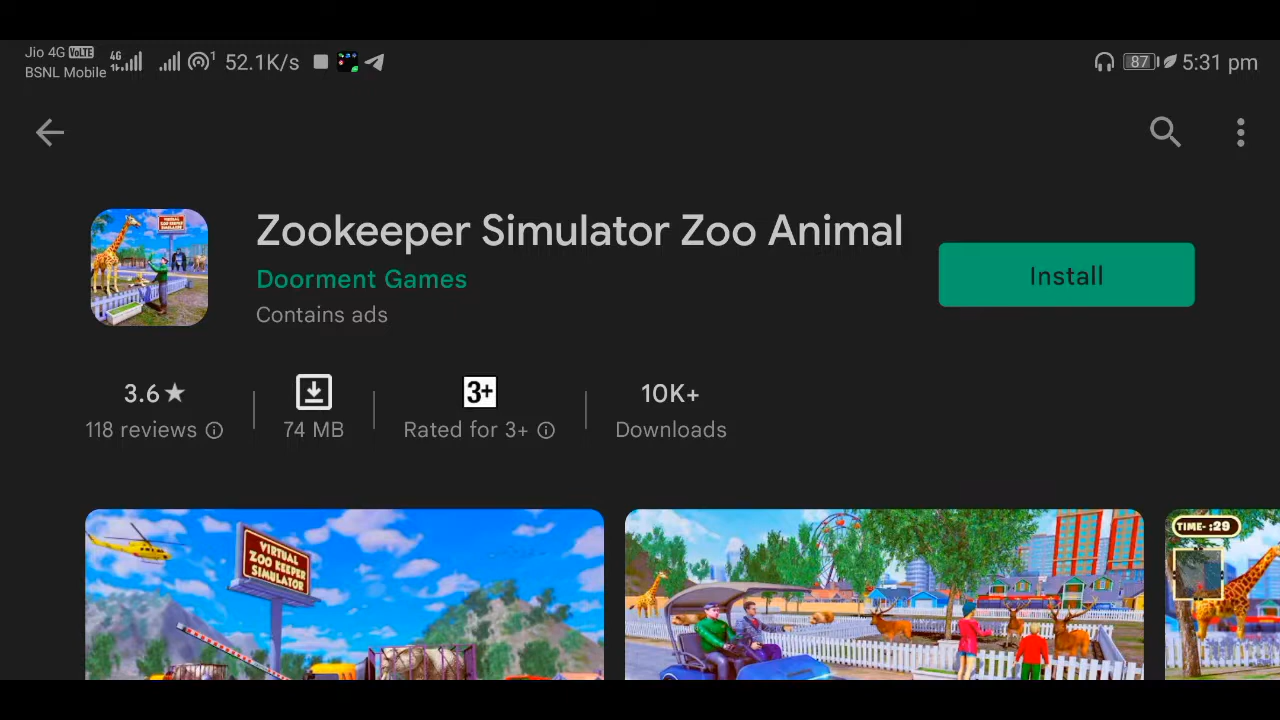 Jio 4G VoLTE 4G 1 52.1K/s 87 5:31 pm
BSNL Mobile
Zookeeper Simulator Zoo Animal
Doorment Games
Contains ads
Install
3.6★ 3+ 10K+
118 reviews 74 MB Rated for 3+ Downloads
VIRTUAL
ZOO KEEPER
SIMULATOR
TIME- :29